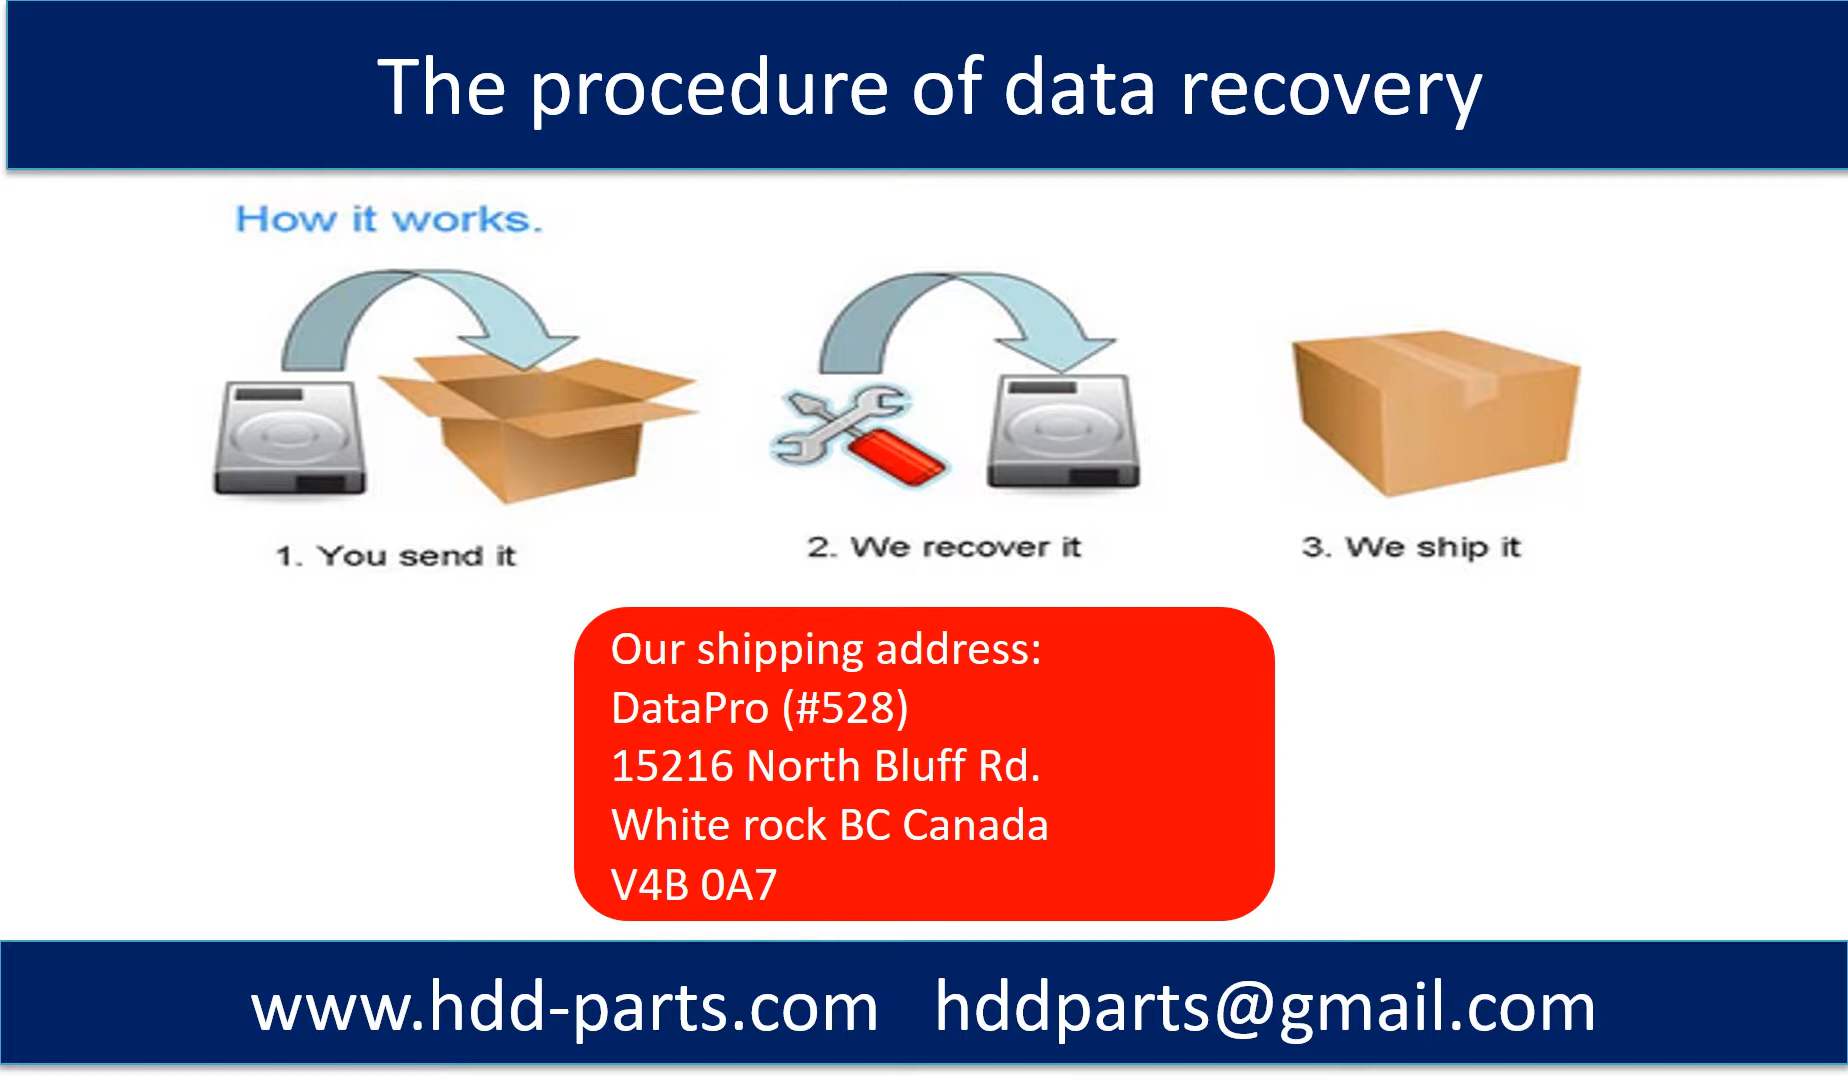 The procedure of data recovery
How it works.
1. You send it
2. We recover it
3. We ship it
Our shipping address:
DataPro (#528)
15216 North Bluff Rd.
White rock BC Canada
V4B 0A7
www.hdd-parts.com hddparts@gmail.com